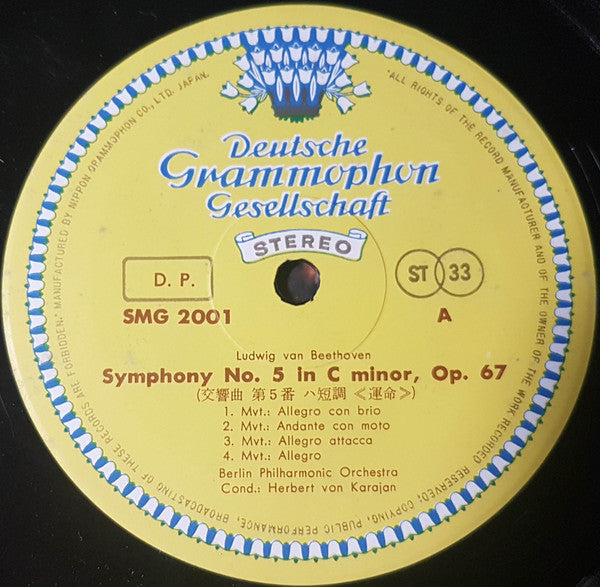 Deutsche
Grammophon
Gesellschaft
STEREO
D. P.
ST 33
SMG 2001
A
Ludwig van Beethoven
Symphony No. 5 in C minor, Op. 67
(交響曲 第5番 ハ短調 ≪運命≫)
1. Mvt.: Allegro con brio
2. Mvt.: Andante con moto
3. Mvt.: Allegro attacca
4. Mvt.: Allegro
Berlin Philharmonic Orchestra
Cond.: Herbert von Karajan
"ALL RIGHTS OF THE RECORD MANUFACTURER AND OF THE OWNER OF THE WORK RECORDED RESERVED; COPYING, PUBLIC PERFORMANCE, BROADCASTING OF THESE RECORDS ARE FORBIDDEN." MANUFACTURED BY NIPPON GRAMMOPHON CO., LTD. JAPAN.